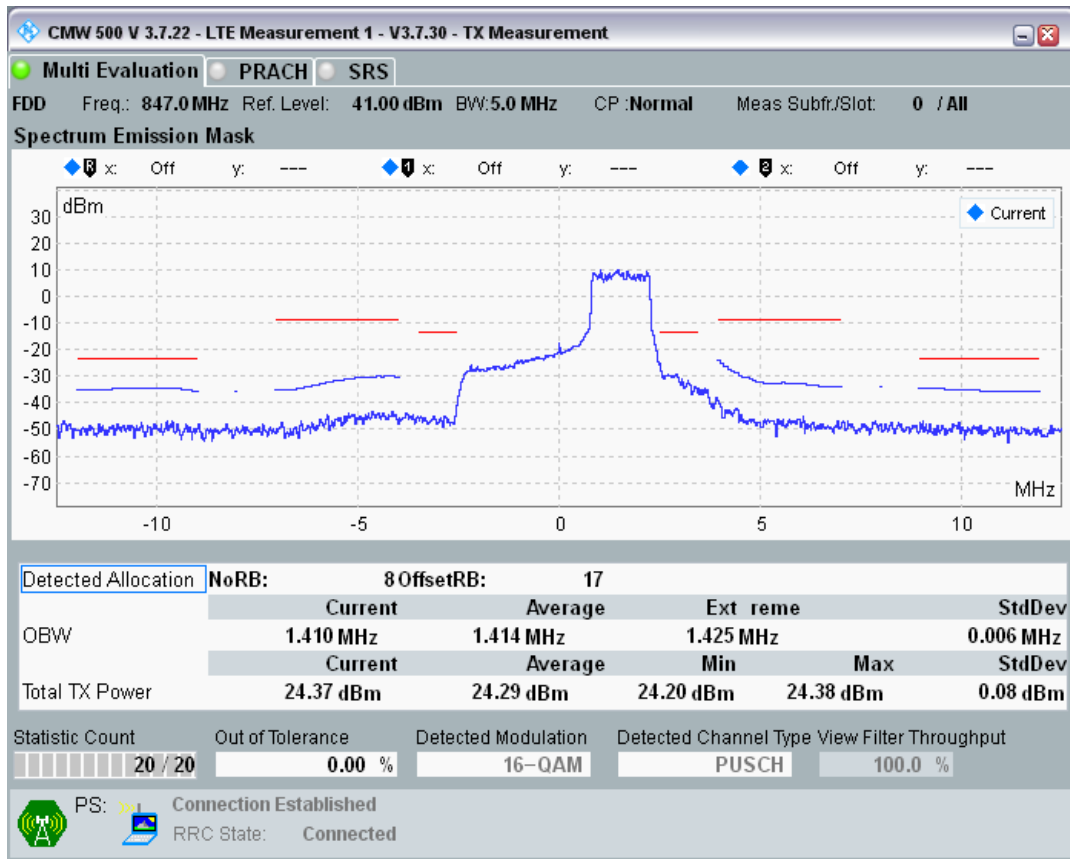 CMW 500 V 3.7.22 - LTE Measurement 1 - V3.7.30 - TX Measurement
Multi Evaluation PRACH SRS
FDD Freq.: 847.0 MHz Ref. Level: 41.00 dBm BW:5.0 MHz CP :Normal Meas Subfr./Slot: 0 / All
Spectrum Emission Mask
R x: Off y: --- 1 x: Off y: --- 2 x: Off y: ---
dBm
Current
30
20
10
0
-10
-20
-30
-40
-50
-60
-70
MHz
-10 -5 0 5 10
Detected Allocation NoRB: 8 OffsetRB: 17
Current Average Ext reme StdDev
OBW 1.410 MHz 1.414 MHz 1.425 MHz 0.006 MHz
Current Average Min Max StdDev
Total TX Power 24.37 dBm 24.29 dBm 24.20 dBm 24.38 dBm 0.08 dBm
Statistic Count Out of Tolerance Detected Modulation Detected Channel Type View Filter Throughput
20 / 20 0.00 % 16-QAM PUSCH 100.0 %
PS: Connection Established
RRC State: Connected